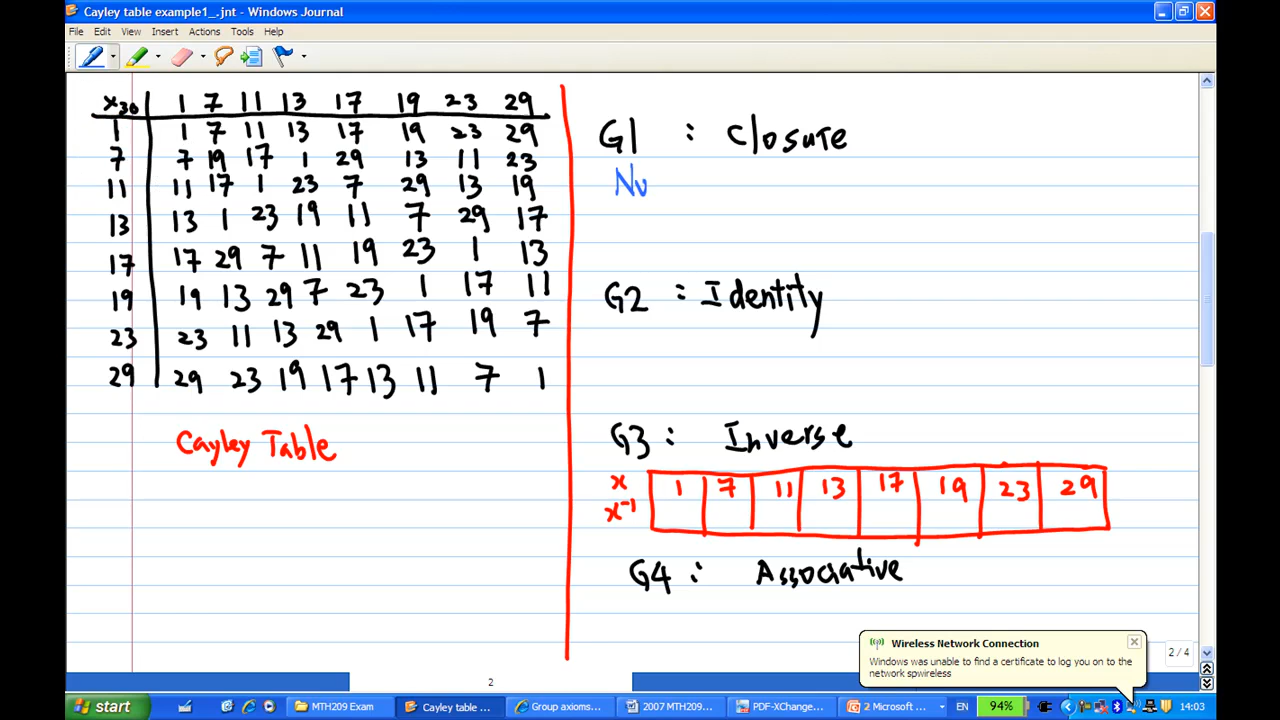 Cayley table example1_.jnt - Windows Journal
File Edit View Insert Actions Tools Help
x30 1 7 11 13 17 19 23 29
1 1 7 11 13 17 19 23 29
7 7 19 17 1 29 13 11 23
11 11 17 1 23 7 29 13 19
13 13 1 23 19 11 7 29 17
17 17 29 7 11 19 23 1 13
19 19 13 29 7 23 1 17 11
23 23 11 13 29 1 17 19 7
29 29 23 19 17 13 11 7 1
Cayley Table
G1 : Closure
No
G2 : Identity
G3 : Inverse
x 1 7 11 13 17 19 23 29
x-1
G4 : Associative
Wireless Network Connection
Windows was unable to find a certificate to log you on to the
network spwireless
2 / 4
2
start MTH209 Exam Cayley table ... Group axioms... 2007 MTH209... PDF-XChange... 2 Microsoft ... EN 94% 14:03